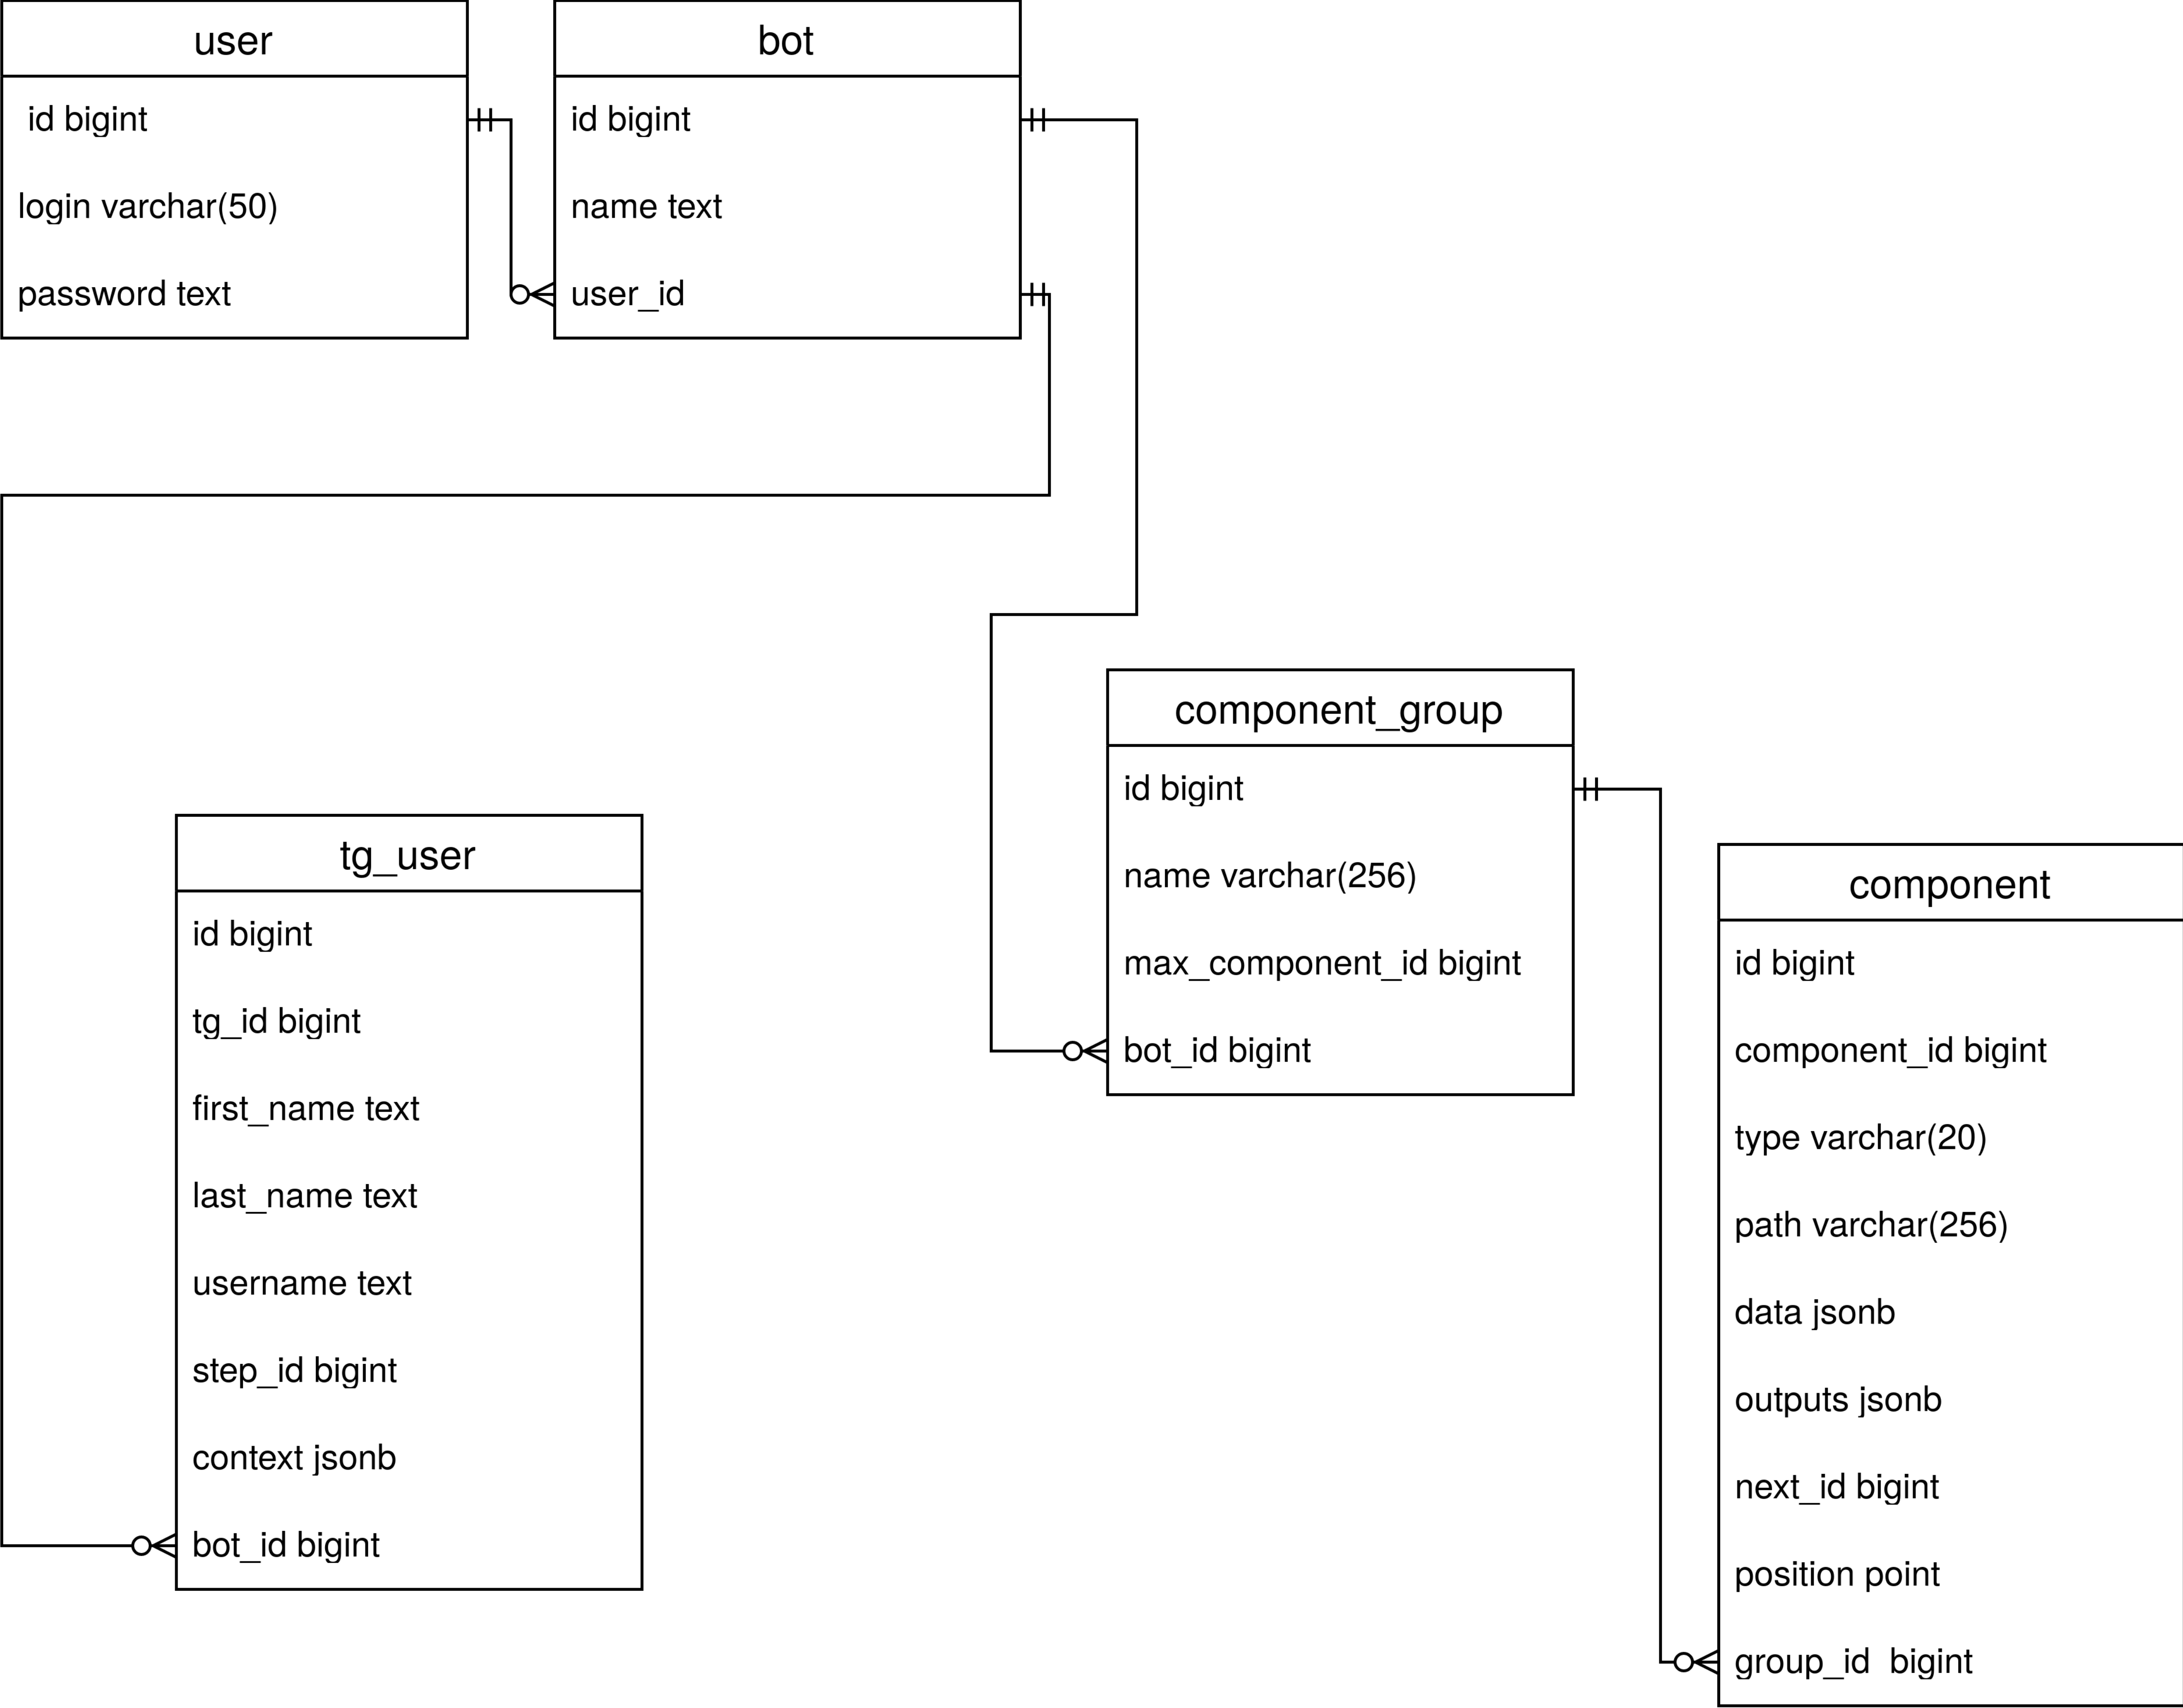 user
id bigint
login varchar(50)
password text
bot
id bigint
name text
user_id
component_group
id bigint
name varchar(256)
max_component_id bigint
bot_id bigint
tg_user
id bigint
tg_id bigint
first_name text
last_name text
username text
step_id bigint
context jsonb
bot_id bigint
component
id bigint
component_id bigint
type varchar(20)
path varchar(256)
data jsonb
outputs jsonb
next_id bigint
position point
group_id  bigint